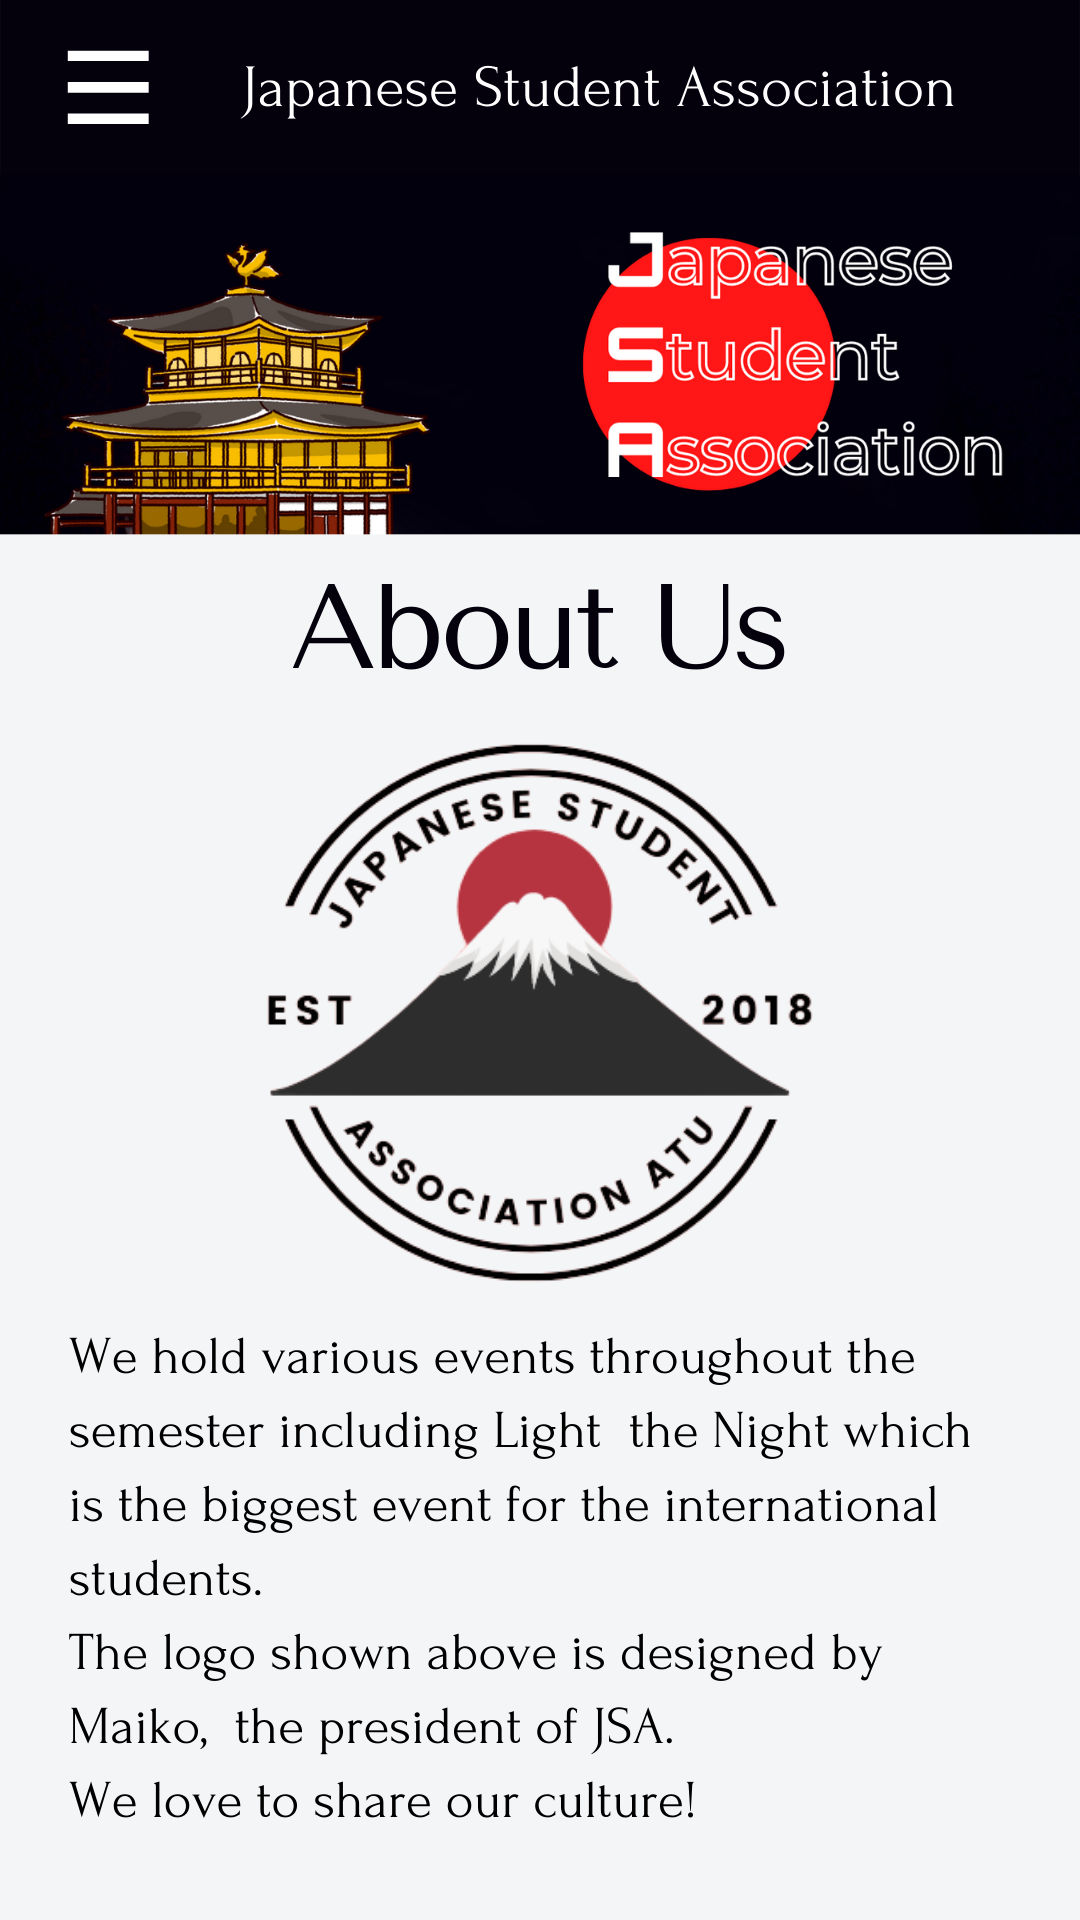 Japanese Student Association
Japanese
Student
Association
About Us
JAPANESE STUDENT
EST 2018
ASSOCIATION ATU
We hold various events throughout the
semester including Light  the Night which
is the biggest event for the international
students.
The logo shown above is designed by
Maiko,  the president of JSA.
We love to share our culture!